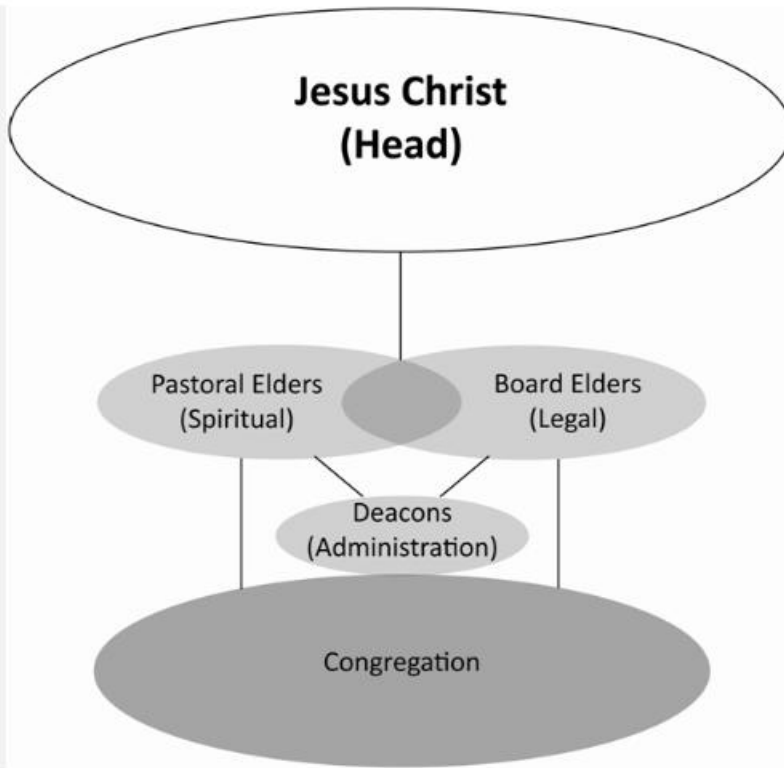 Jesus Christ
(Head)
Pastoral Elders
(Spiritual)
Board Elders
(Legal)
Deacons
(Administration)
Congregation